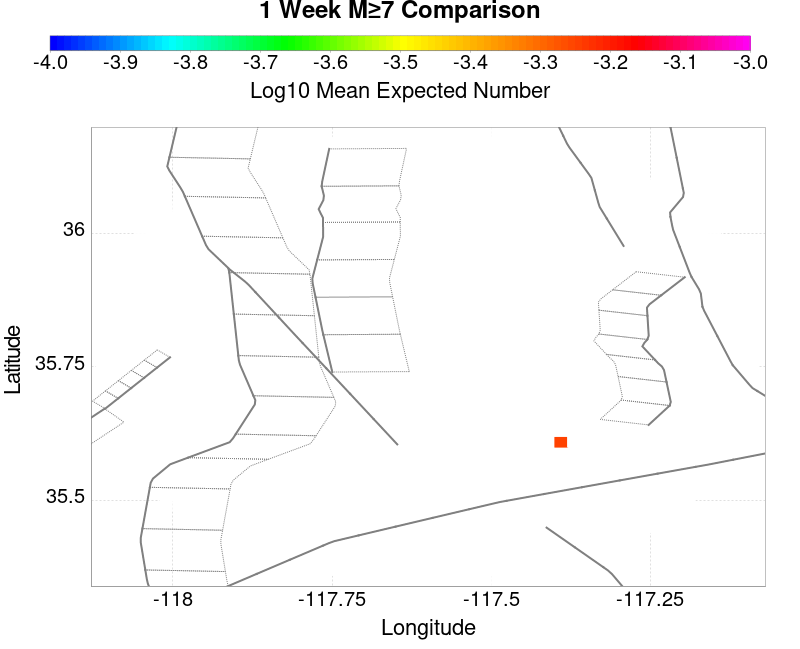 1 Week M≥7 Comparison
-4.0 -3.9 -3.8 -3.7 -3.6 -3.5 -3.4 -3.3 -3.2 -3.1 -3.0
Log10 Mean Expected Number
36
35.75
35.5
Latitude
-118 -117.75 -117.5 -117.25
Longitude